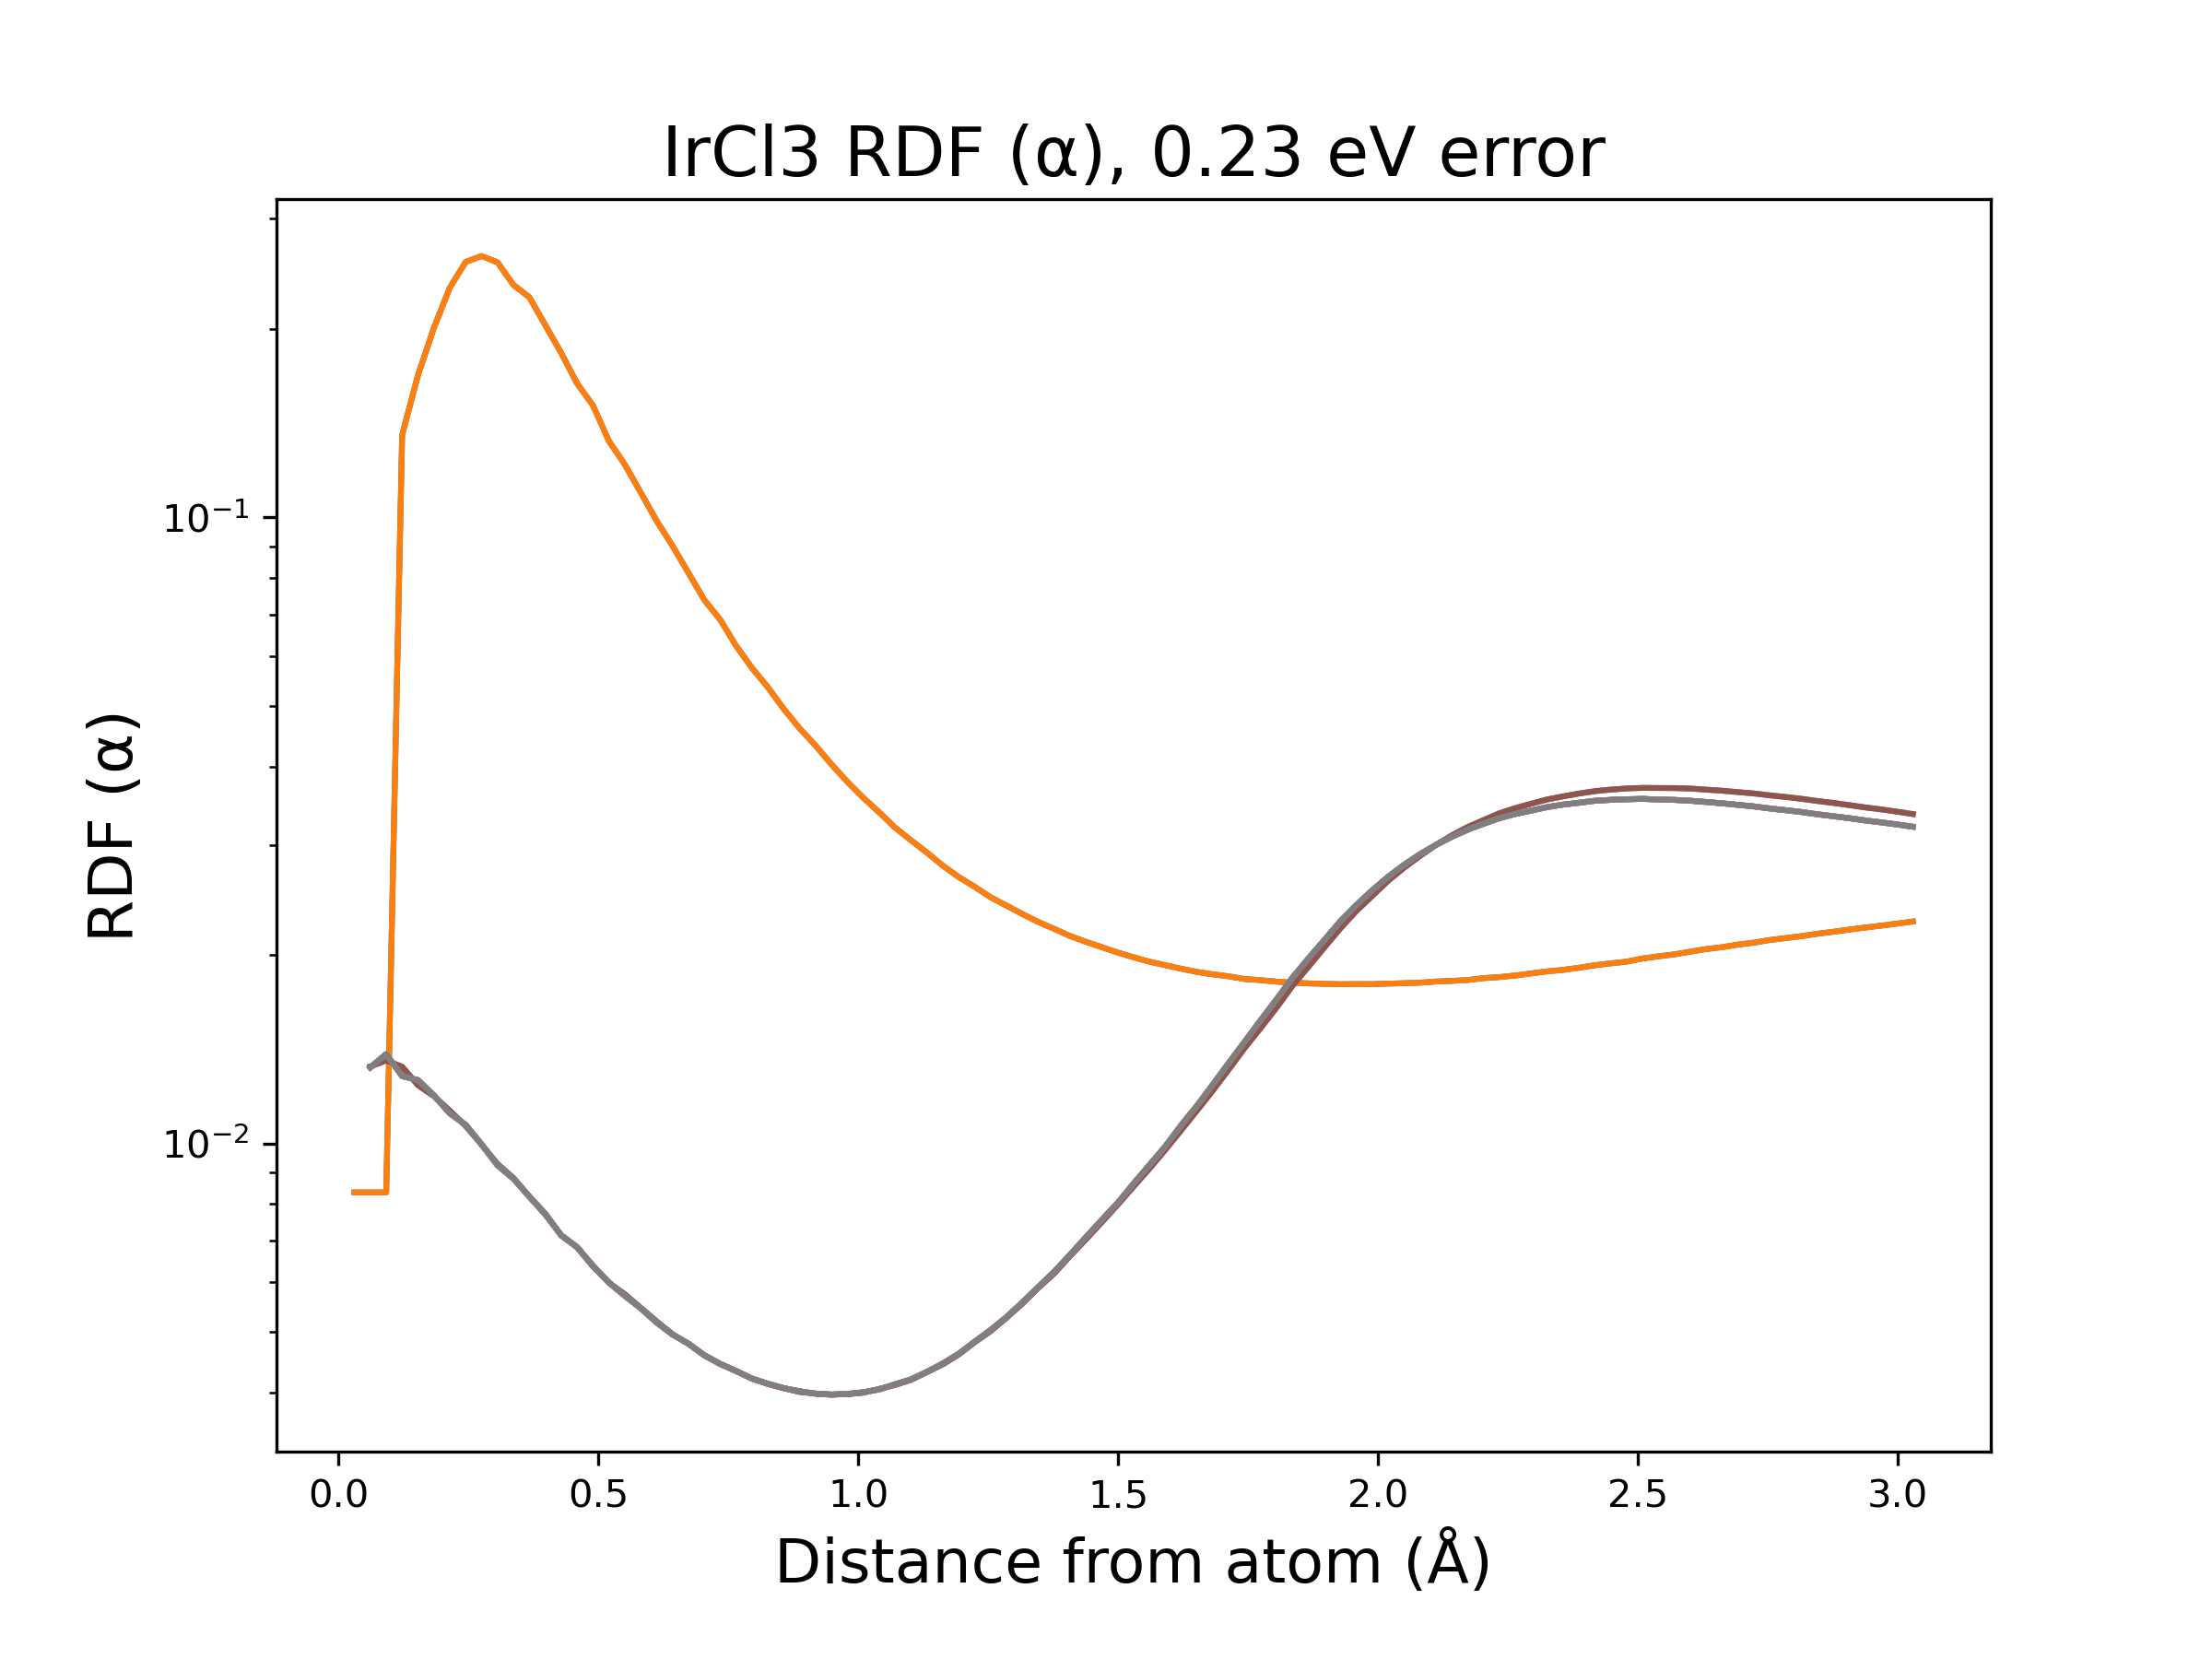 IrCl3 RDF (α), 0.23 eV error
RDF (α)
10⁻¹
10⁻²
0.0 0.5 1.0 1.5 2.0 2.5 3.0
Distance from atom (Å)